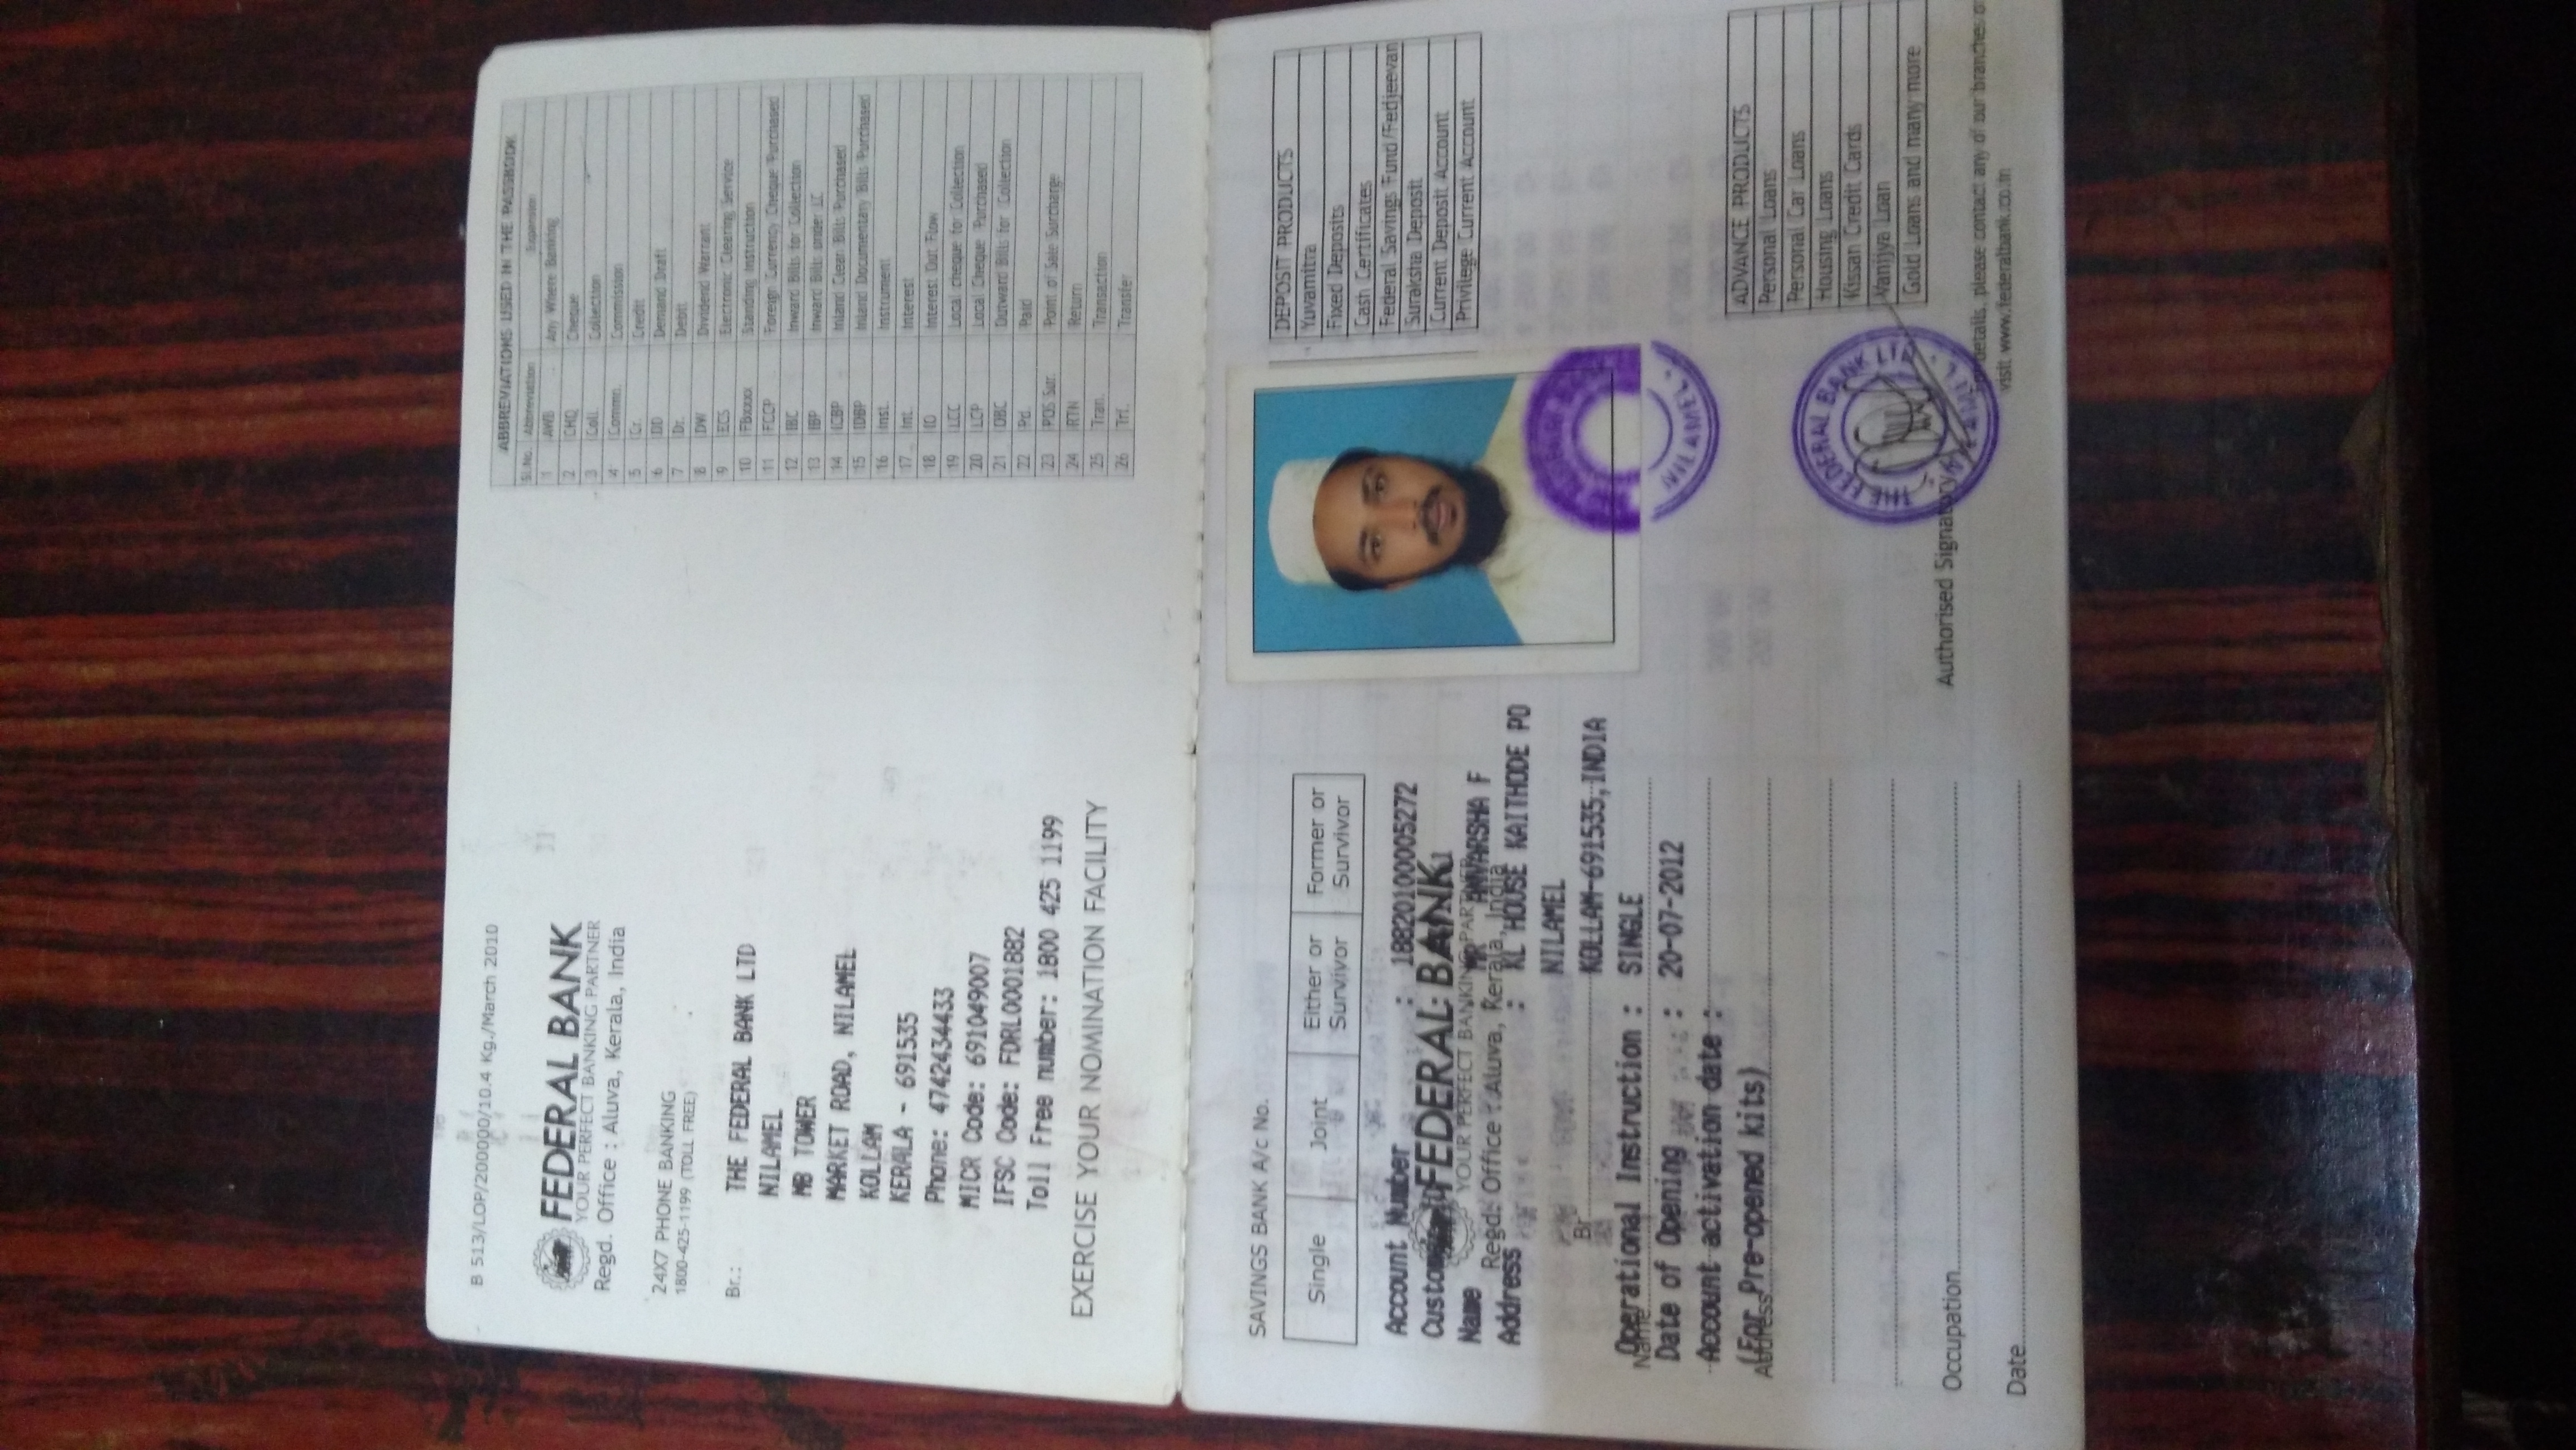 B 513/LOP/200000/10.4 Kg./March 2010
FEDERAL BANK
YOUR PERFECT BANKING PARTNER
Regd. Office : Aluva, Kerala, India
24X7 PHONE BANKING
1800-425-1199 (TOLL FREE)
Br.: THE FEDERAL BANK LTD
NILAMEL
MB TOWER
MARKET ROAD, NILAMEL
KOLLAM
KERALA - 691535
Phone: 4742434433
MICR Code: 691049007
IFSC Code: FDRL0001882
Toll Free number: 1800 425 1199
EXERCISE YOUR NOMINATION FACILITY
ABBREVIATIONS USED IN THE PASSBOOK
Sl.No. Abbreviation Expansion
1 AWB Any Where Banking
2 CHQ Cheque
3 Coll. Collection
4 Commn. Commission
5 Cr. Credit
6 DD Demand Draft
7 Dr. Debit
8 DW Dividend Warrant
9 ECS Electronic Clearing Service
10 FBxxxx Standing Instruction
11 FCCP Foreign Currency Cheque Purchased
12 IBC Inward Bills for Collection
13 IBP Inward Bills under LC
14 ICBP Inland Clear Bills Purchased
15 IDBP Inland Documentary Bills Purchased
16 Inst. Instrument
17 Int. Interest
18 IO Interest Out Flow
19 LCC Local cheque for Collection
20 LCP Local Cheque Purchased
21 OBC Outward Bills for Collection
22 Pd. Paid
23 POS Sur. Point of Sale Surcharge
24 RTN Return
25 Tran. Transaction
26 Trf. Transfer
SAVINGS BANK A/c No.
Single Joint Either or Survivor Former or Survivor
Account Number : 18820100005272
FEDERAL BANK
YOUR PERFECT BANKING PARTNER
Name : MR ANVARSHA F
Regd. Office : Aluva, Kerala, India
Address : KL HOUSE KAITHODE PO
NILAMEL
Br
KOLLAM-691535,INDIA
Operational Instruction : SINGLE
Name
Date of Opening : 20-07-2012
Account activation date :
(For Pre-opened kits)
Address
Occupation
Date
DEPOSIT PRODUCTS
Yuvamitra
Fixed Deposits
Cash Certificates
Federal Savings Fund/Fedjeevan
Suraksha Deposit
Current Deposit Account
Privilege Current Account
NILAMEL
ADVANCE PRODUCTS
Personal Loans
Personal Car Loans
Housing Loans
Kissan Credit Cards
Vanijya Loan
Gold Loans and many more
THE FEDERAL BANK LTD
Authorised Signatory
details, please contact any of our branches or
visit www.federalbank.co.in